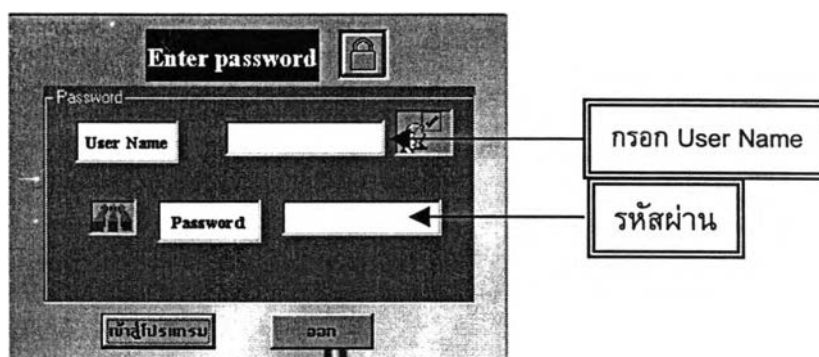 Enter password
Password
User Name
กรอก User Name
Password
รหัสผ่าน
เข้าสู่โปรแกรม
ออก